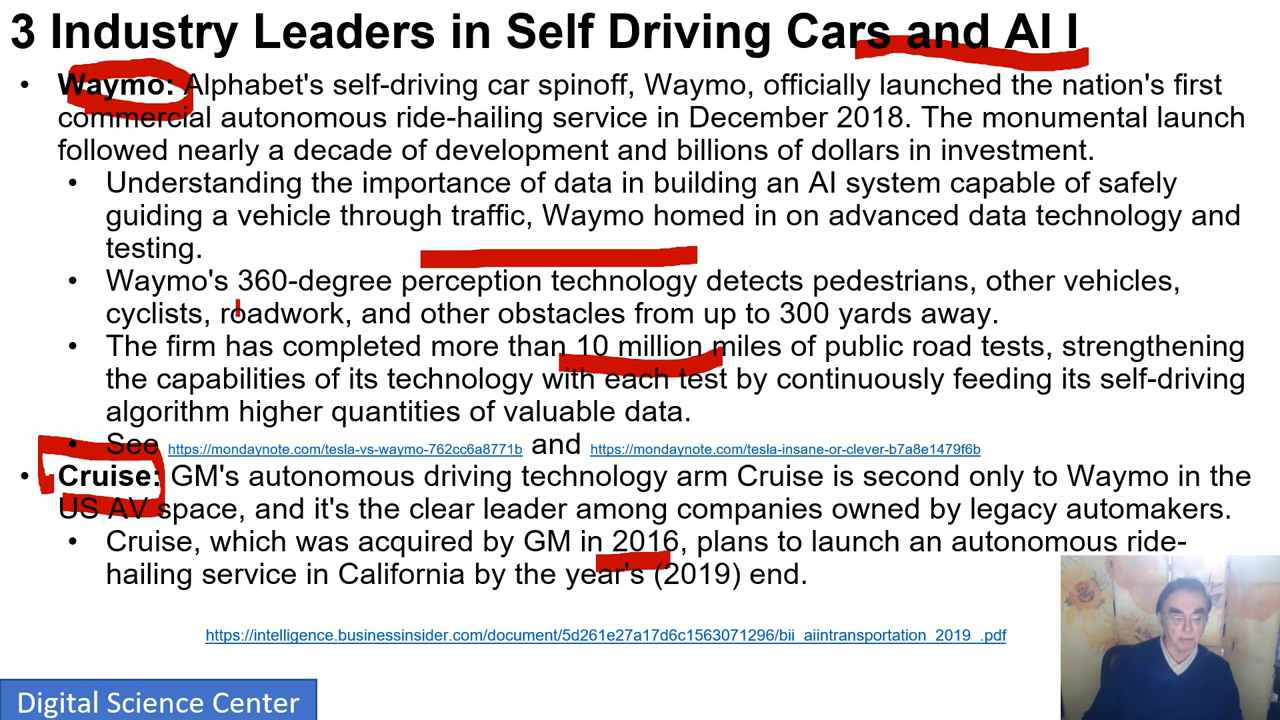 3 Industry Leaders in Self Driving Cars and AI I
• Waymo: Alphabet's self-driving car spinoff, Waymo, officially launched the nation's first
commercial autonomous ride-hailing service in December 2018. The monumental launch
followed nearly a decade of development and billions of dollars in investment.
• Understanding the importance of data in building an AI system capable of safely
guiding a vehicle through traffic, Waymo homed in on advanced data technology and
testing.
• Waymo's 360-degree perception technology detects pedestrians, other vehicles,
cyclists, roadwork, and other obstacles from up to 300 yards away.
• The firm has completed more than 10 million miles of public road tests, strengthening
the capabilities of its technology with each test by continuously feeding its self-driving
algorithm higher quantities of valuable data.
• See https://mondaynote.com/tesla-vs-waymo-762cc6a8771b and https://mondaynote.com/tesla-insane-or-clever-b7a8e1479f6b
• Cruise: GM's autonomous driving technology arm Cruise is second only to Waymo in the
US AV space, and it's the clear leader among companies owned by legacy automakers.
• Cruise, which was acquired by GM in 2016, plans to launch an autonomous ride-
hailing service in California by the year's (2019) end.
https://intelligence.businessinsider.com/document/5d261e27a17d6c1563071296/bii_aiintransportation_2019_.pdf
Digital Science Center